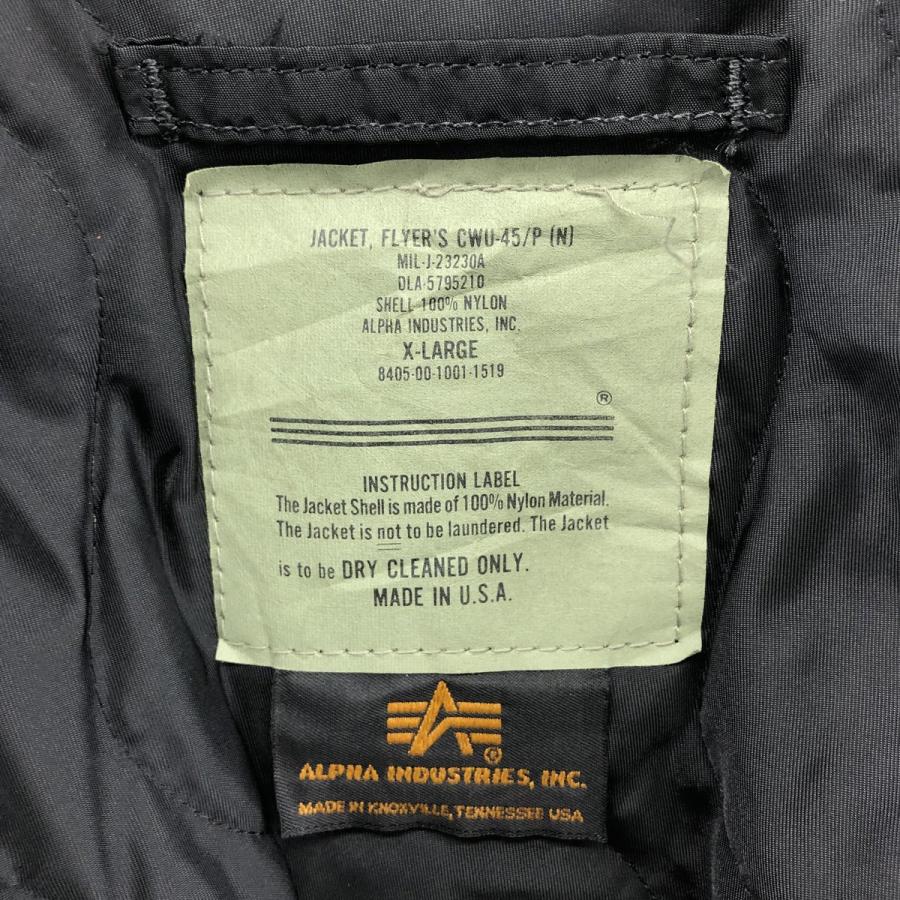 JACKET, FLYER'S CWU-45/P (N)
MIL-J-23230A
DLA-5795210
SHELL-100% NYLON
ALPHA INDUSTRIES, INC.
X-LARGE
8405-00-1001-1519
®
INSTRUCTION LABEL
The Jacket Shell is made of 100% Nylon Material.
The Jacket is not to be laundered. The Jacket
is to be DRY CLEANED ONLY.
MADE IN U.S.A.
®
ALPHA INDUSTRIES, INC.
MADE IN KNOXVILLE, TENNESSEE USA